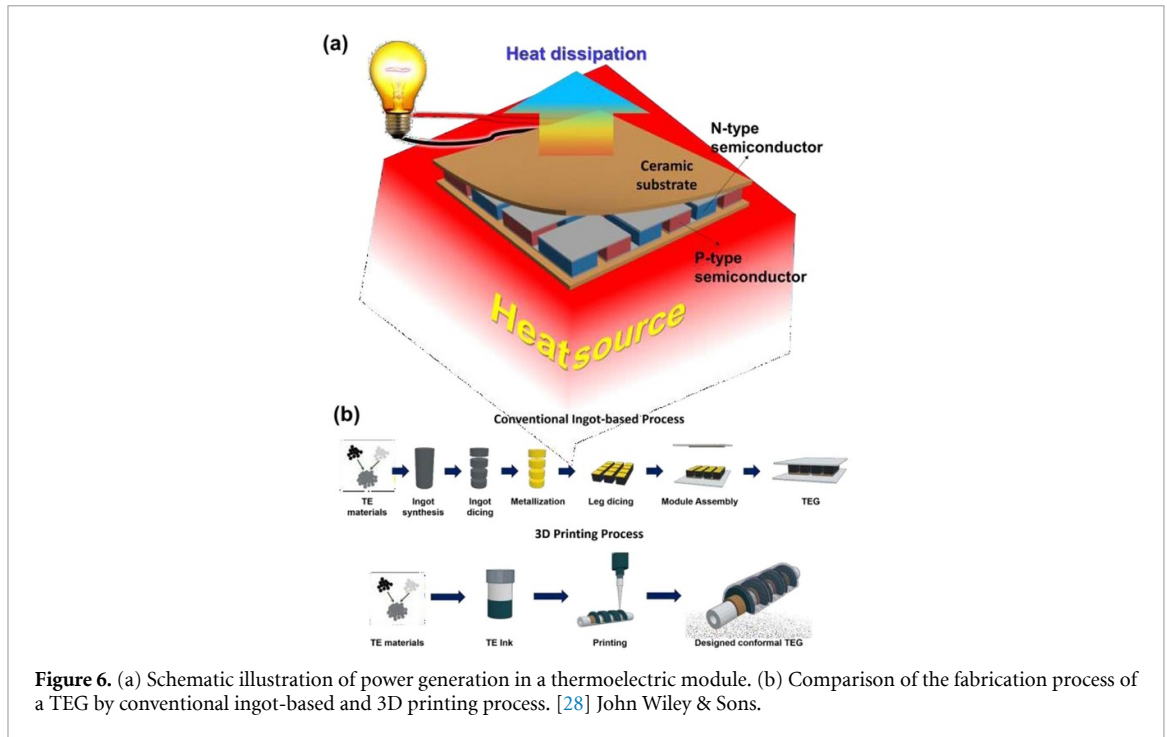 (a)
Heat dissipation
N-type
semiconductor
Ceramic
substrate
P-type
semiconductor
Heat source
(b)
Conventional Ingot-based Process
TE
materials
Ingot
synthesis
Ingot
dicing
Metallization
Leg dicing
Module Assembly
TEG
3D Printing Process
TE materials
TE Ink
Printing
Designed conformal TEG
Figure 6. (a) Schematic illustration of power generation in a thermoelectric module. (b) Comparison of the fabrication process of
a TEG by conventional ingot-based and 3D printing process. [28] John Wiley & Sons.